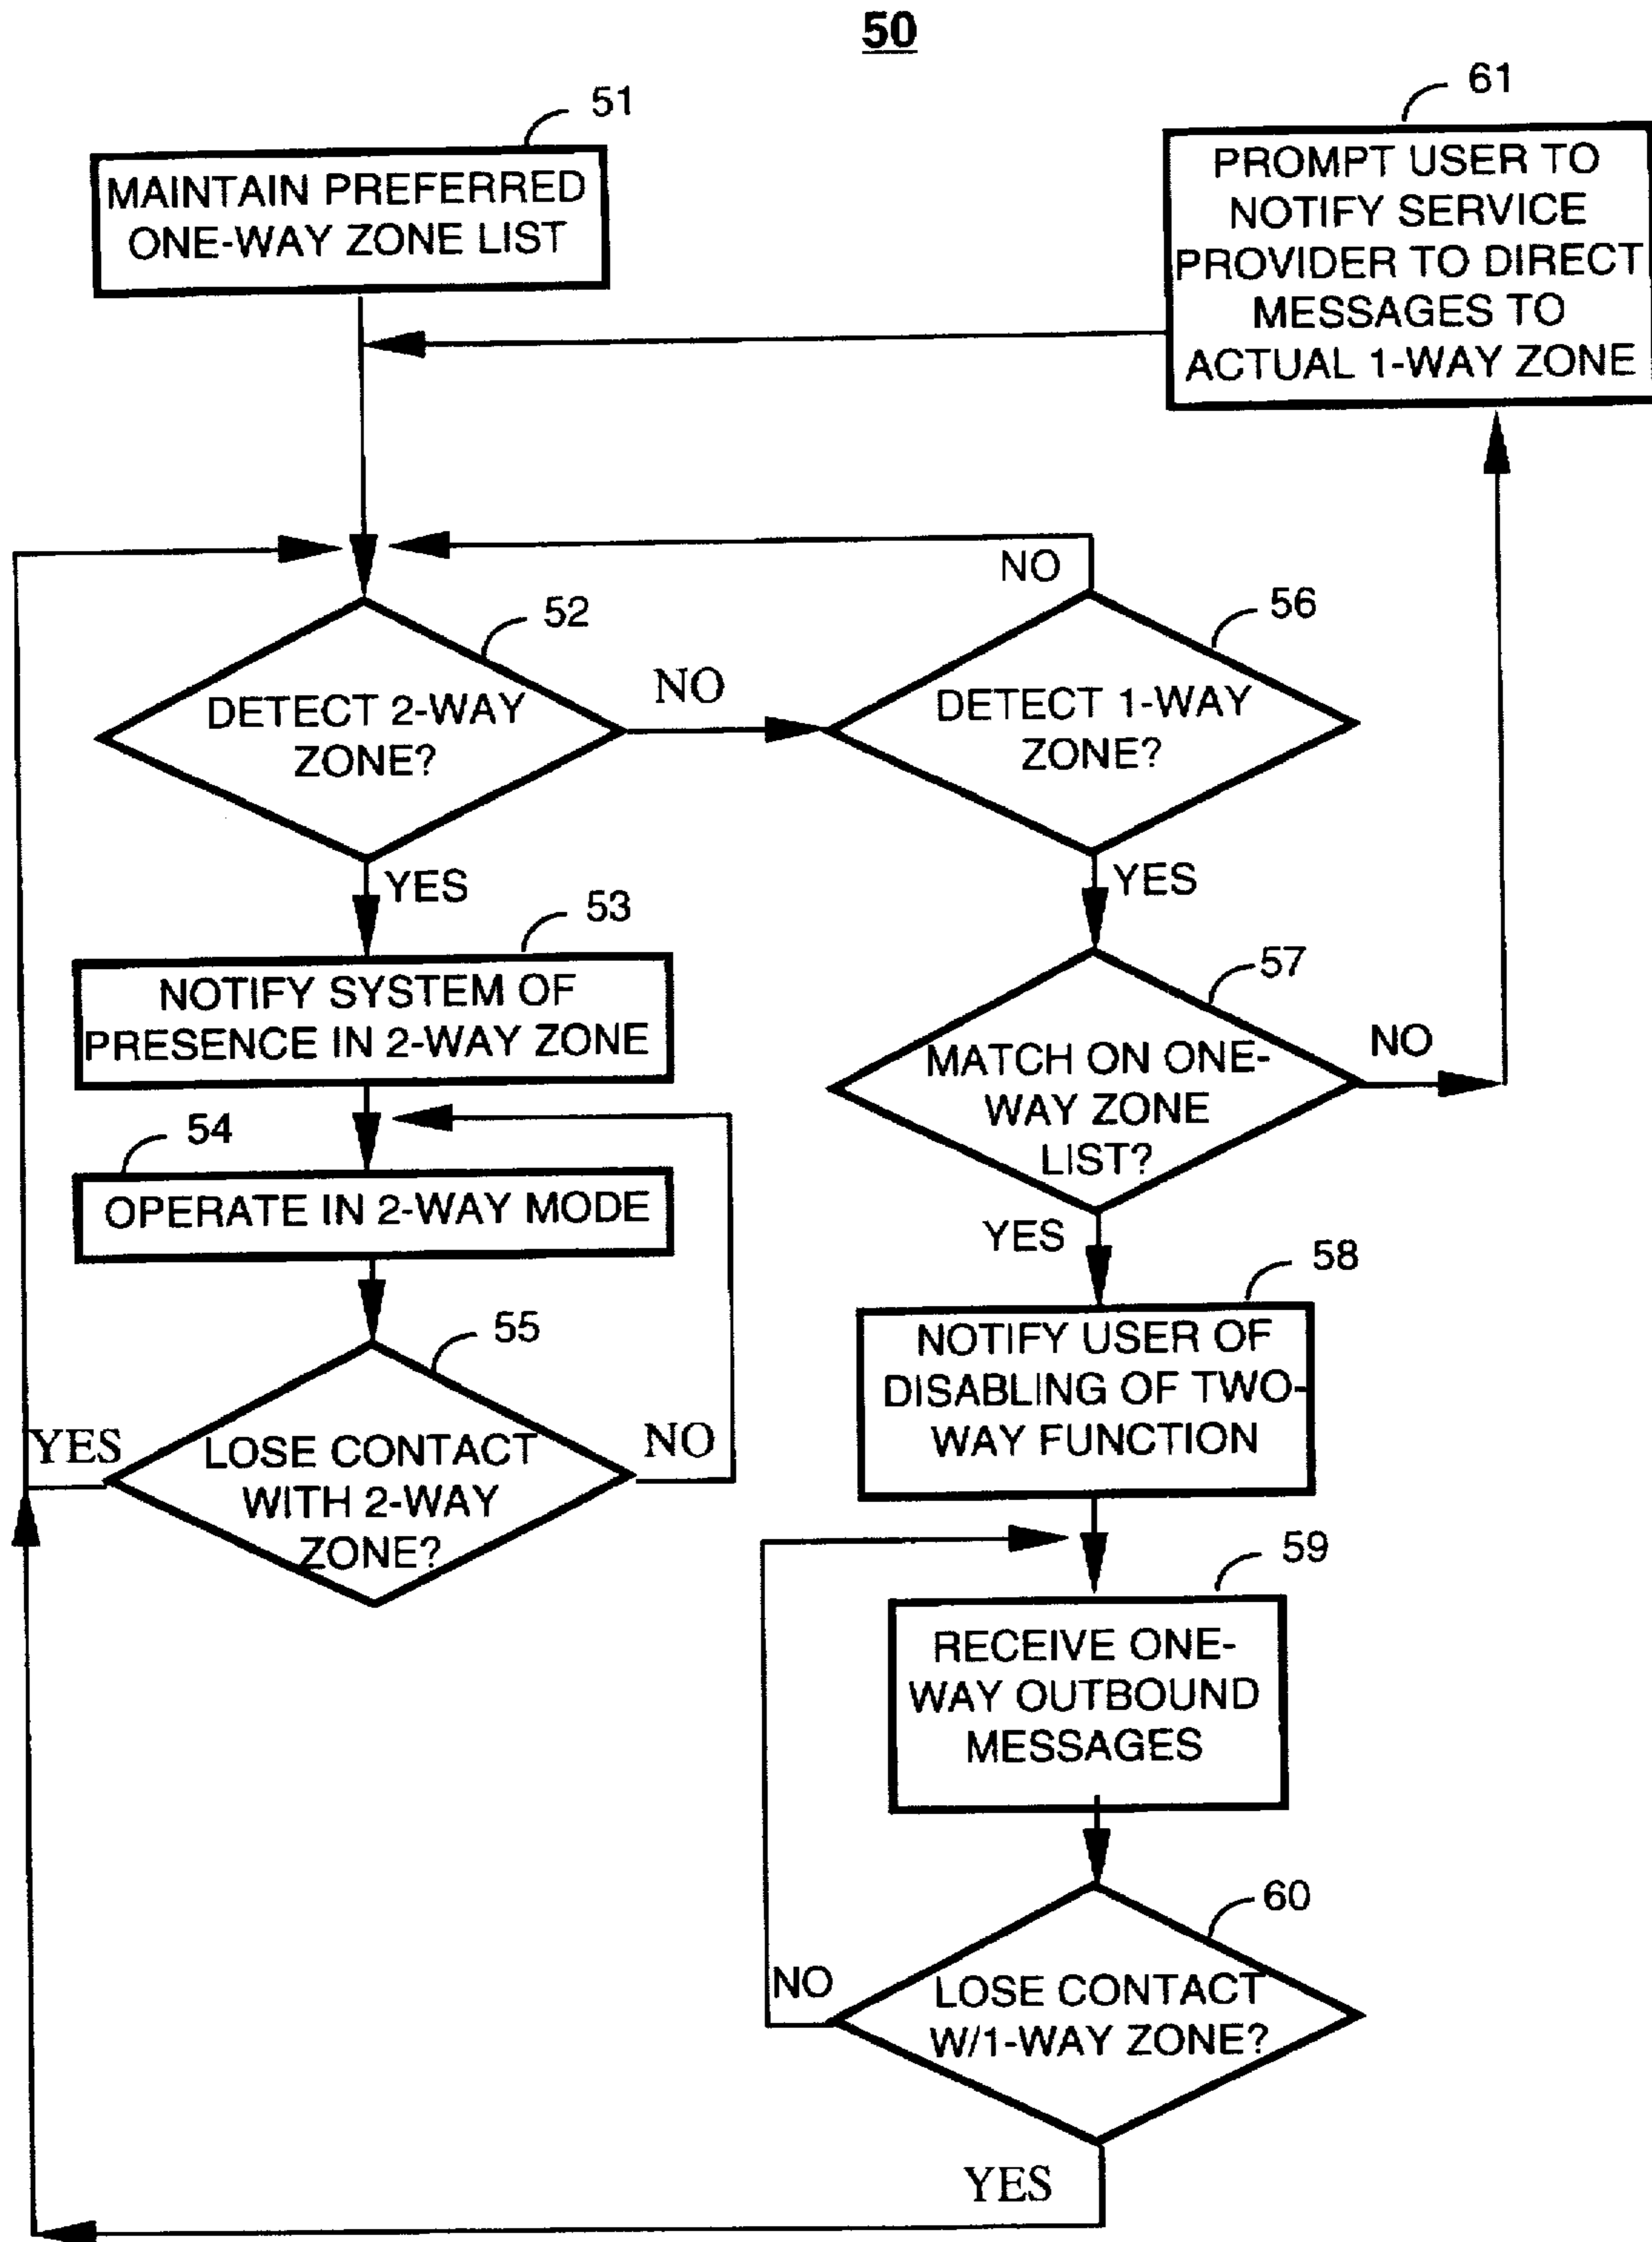 50
51
MAINTAIN PREFERRED
ONE-WAY ZONE LIST
61
PROMPT USER TO
NOTIFY SERVICE
PROVIDER TO DIRECT
MESSAGES TO
ACTUAL 1-WAY ZONE
52
DETECT 2-WAY
ZONE?
NO
YES
56
DETECT 1-WAY
ZONE?
NO
YES
53
NOTIFY SYSTEM OF
PRESENCE IN 2-WAY ZONE
54
OPERATE IN 2-WAY MODE
55
LOSE CONTACT
WITH 2-WAY
ZONE?
YES
NO
57
MATCH ON ONE-
WAY ZONE
LIST?
NO
YES
58
NOTIFY USER OF
DISABLING OF TWO-
WAY FUNCTION
59
RECEIVE ONE-
WAY OUTBOUND
MESSAGES
60
LOSE CONTACT
W/1-WAY ZONE?
NO
YES